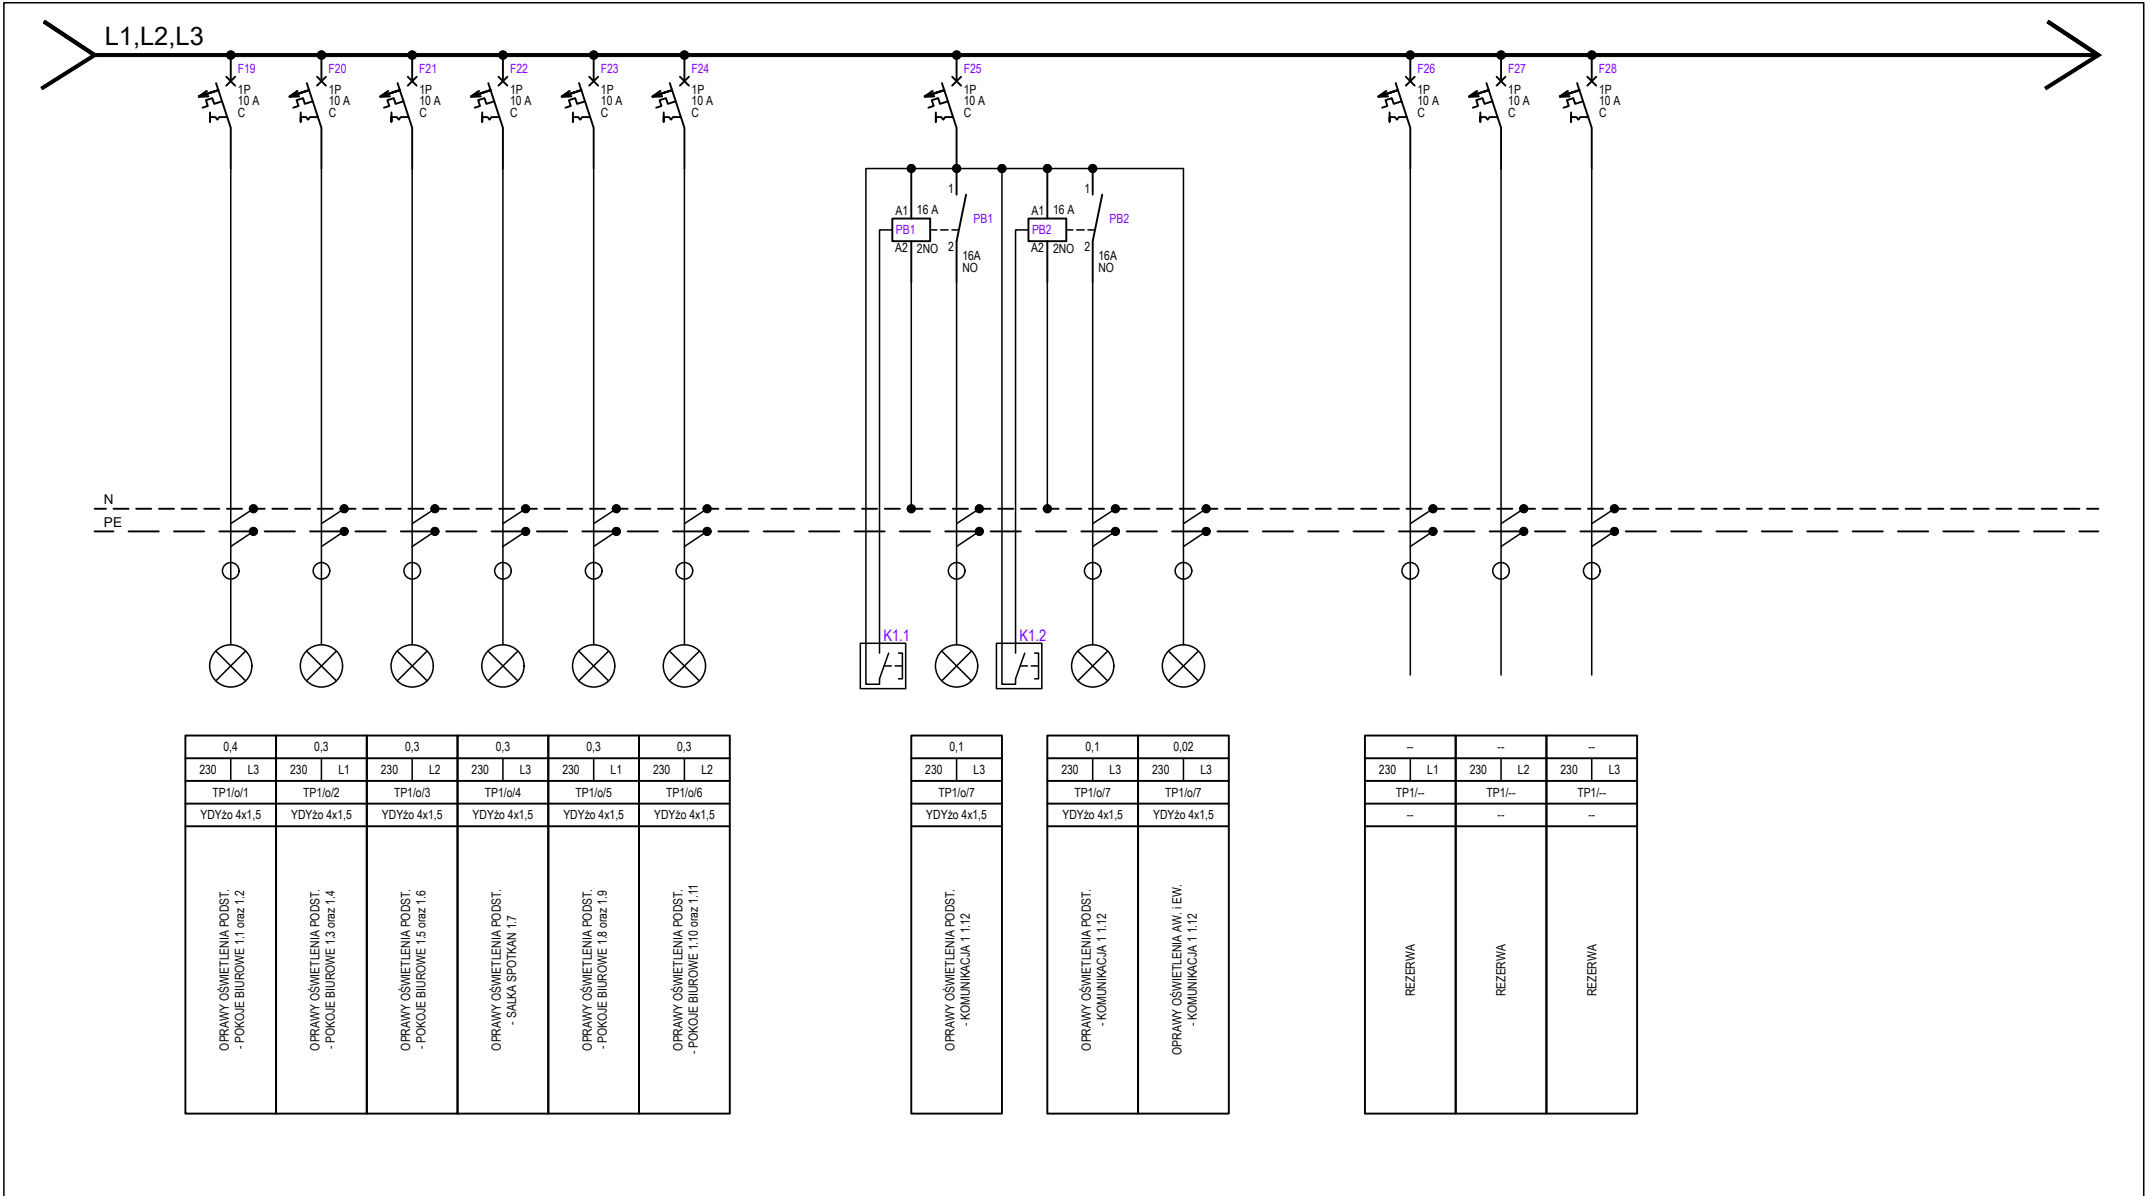 L1,L2,L3
F19
1P
10 A
C
F20
1P
10 A
C
F21
1P
10 A
C
F22
1P
10 A
C
F23
1P
10 A
C
F24
1P
10 A
C
F25
1P
10 A
C
F26
1P
10 A
C
F27
1P
10 A
C
F28
1P
10 A
C
A1 16 A
PB1
A2 2NO
1
2
PB1
16A
NO
A1 16 A
PB2
A2 2NO
1
2
PB2
16A
NO
N
PE
K1.1
K1.2
0,4
230 L3
TP1/o/1
YDYżo 4x1,5
OPRAWY OŚWIETLENIA PODST.
- POKOJE BIUROWE 1.1 oraz 1.2
0,3
230 L1
TP1/o/2
YDYżo 4x1,5
OPRAWY OŚWIETLENIA PODST.
- POKOJE BIUROWE 1.3 oraz 1.4
0,3
230 L2
TP1/o/3
YDYżo 4x1,5
OPRAWY OŚWIETLENIA PODST.
- POKOJE BIUROWE 1.5 oraz 1.6
0,3
230 L3
TP1/o/4
YDYżo 4x1,5
OPRAWY OŚWIETLENIA PODST.
- SALKA SPOTKAN 1.7
0,3
230 L1
TP1/o/5
YDYżo 4x1,5
OPRAWY OŚWIETLENIA PODST.
- POKOJE BIUROWE 1.8 oraz 1.9
0,3
230 L2
TP1/o/6
YDYżo 4x1,5
OPRAWY OŚWIETLENIA PODST.
- POKOJE BIUROWE 1.10 oraz 1.11
0,1
230 L3
TP1/o/7
YDYżo 4x1,5
OPRAWY OŚWIETLENIA PODST.
- KOMUNIKACJA 1 1.12
0,1
230 L3
TP1/o/7
YDYżo 4x1,5
OPRAWY OŚWIETLENIA PODST.
- KOMUNIKACJA 1 1.12
0,02
230 L3
TP1/o/7
YDYżo 4x1,5
OPRAWY OŚWIETLENIA AW. i EW.
- KOMUNIKACJA 1 1.12
--
230 L1
TP1/--
--
REZERWA
--
230 L2
TP1/--
--
REZERWA
--
230 L3
TP1/--
--
REZERWA